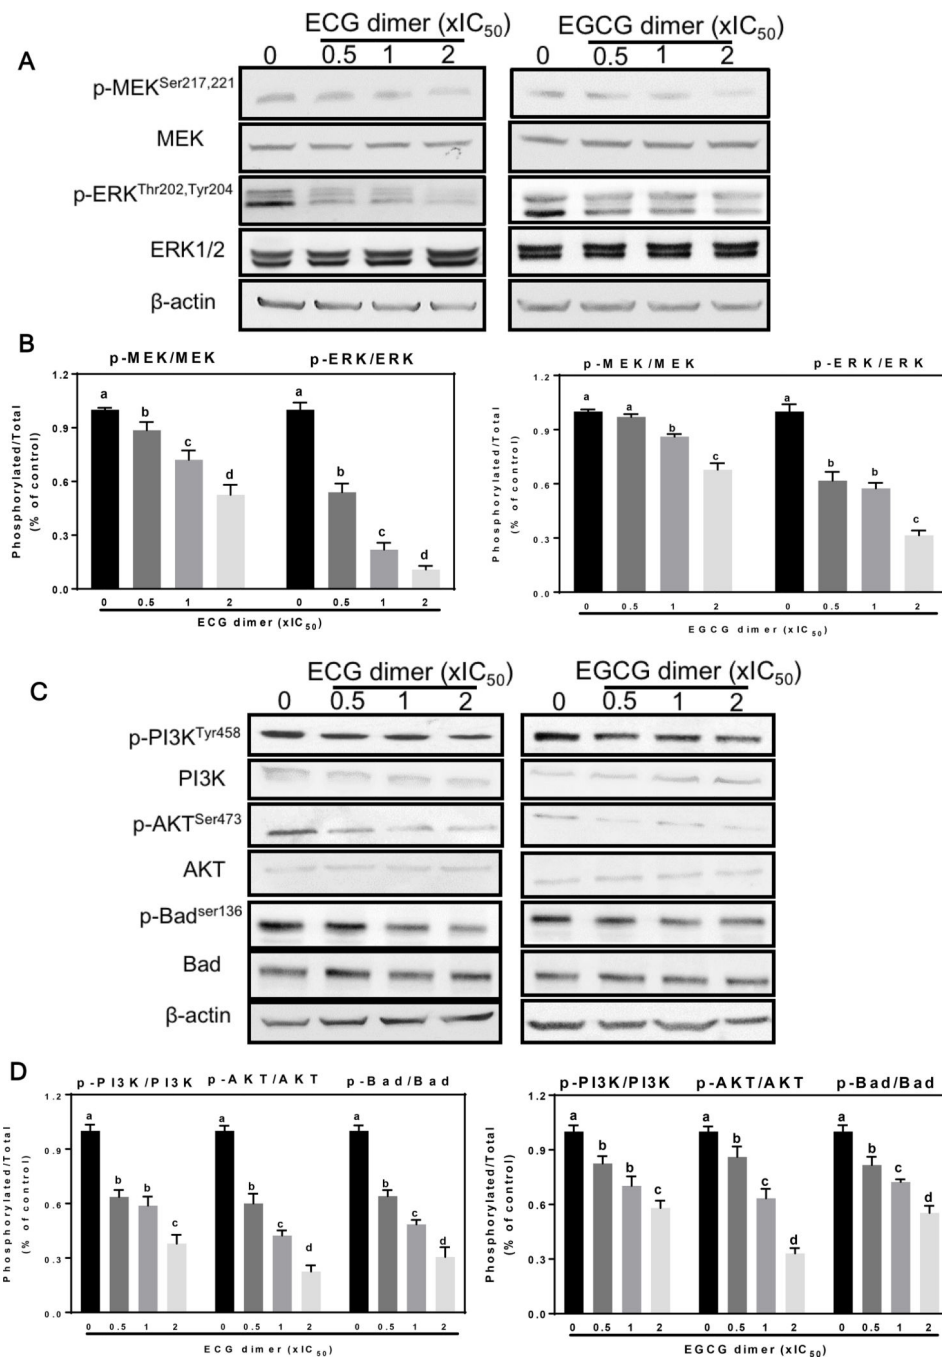 A
ECG dimer (xIC50)
0 0.5 1 2
EGCG dimer (xIC50)
0 0.5 1 2
p-MEKSer217,221
MEK
p-ERKThr202,Tyr204
ERK1/2
β-actin
B
p-MEK/MEK p-ERK/ERK
Phosphorylated/Total
(% of control)
1.2
0.9
0.6
0.3
0.0
a b c d a b c d
0 0.5 1 2 0 0.5 1 2
ECG dimer (xIC50)
p-MEK/MEK p-ERK/ERK
Phosphorylated/Total
(% of control)
1.2
0.9
0.6
0.3
0.0
a a b c a b b c
0 0.5 1 2 0 0.5 1 2
EGCG dimer (xIC50)
C
ECG dimer (xIC50)
0 0.5 1 2
EGCG dimer (xIC50)
0 0.5 1 2
p-PI3KTyr458
PI3K
p-AKTSer473
AKT
p-Badser136
Bad
β-actin
D
p-PI3K/PI3K p-AKT/AKT p-Bad/Bad
Phosphorylated/Total
(% of control)
1.2
0.9
0.6
0.3
0.0
a b b c a b c d a b c d
0 0.5 1 2 0 0.5 1 2 0 0.5 1 2
ECG dimer (xIC50)
p-PI3K/PI3K p-AKT/AKT p-Bad/Bad
Phosphorylated/Total
(% of control)
1.2
0.9
0.6
0.3
0.0
a b b c a b c d a b c d
0 0.5 1 2 0 0.5 1 2 0 0.5 1 2
EGCG dimer (xIC50)